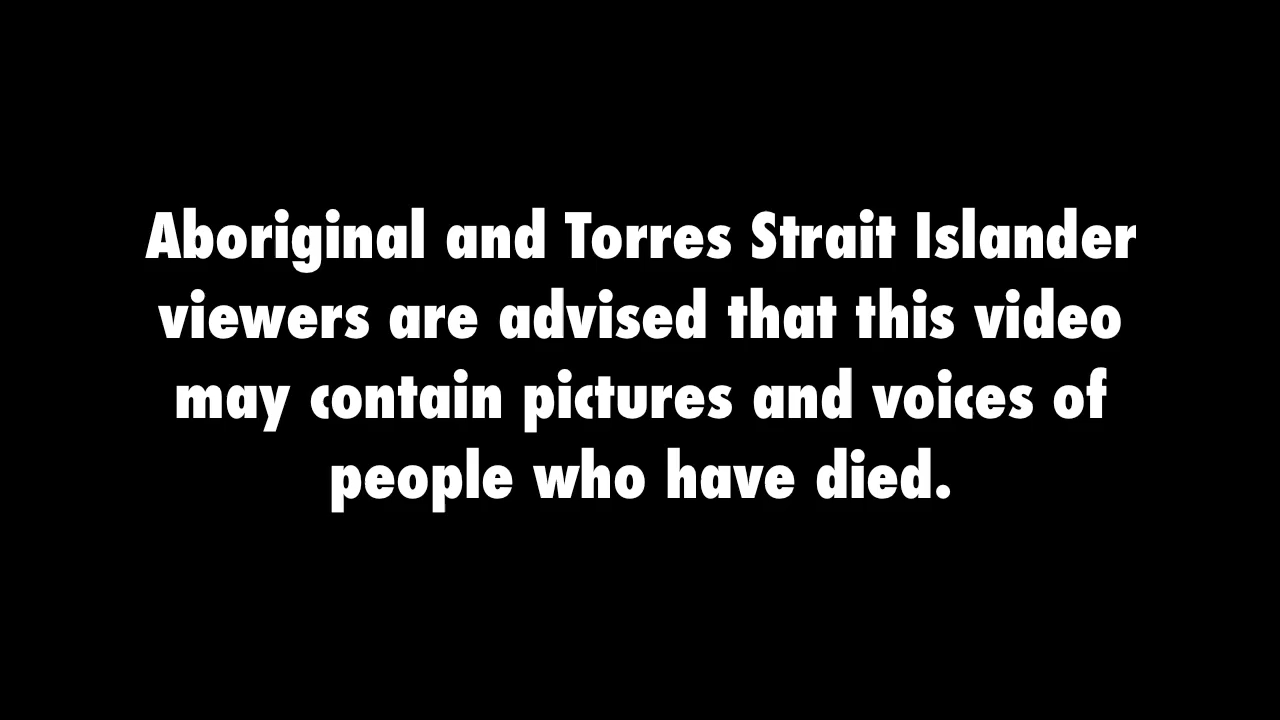 Aboriginal and Torres Strait Islander
viewers are advised that this video
may contain pictures and voices of
people who have died.